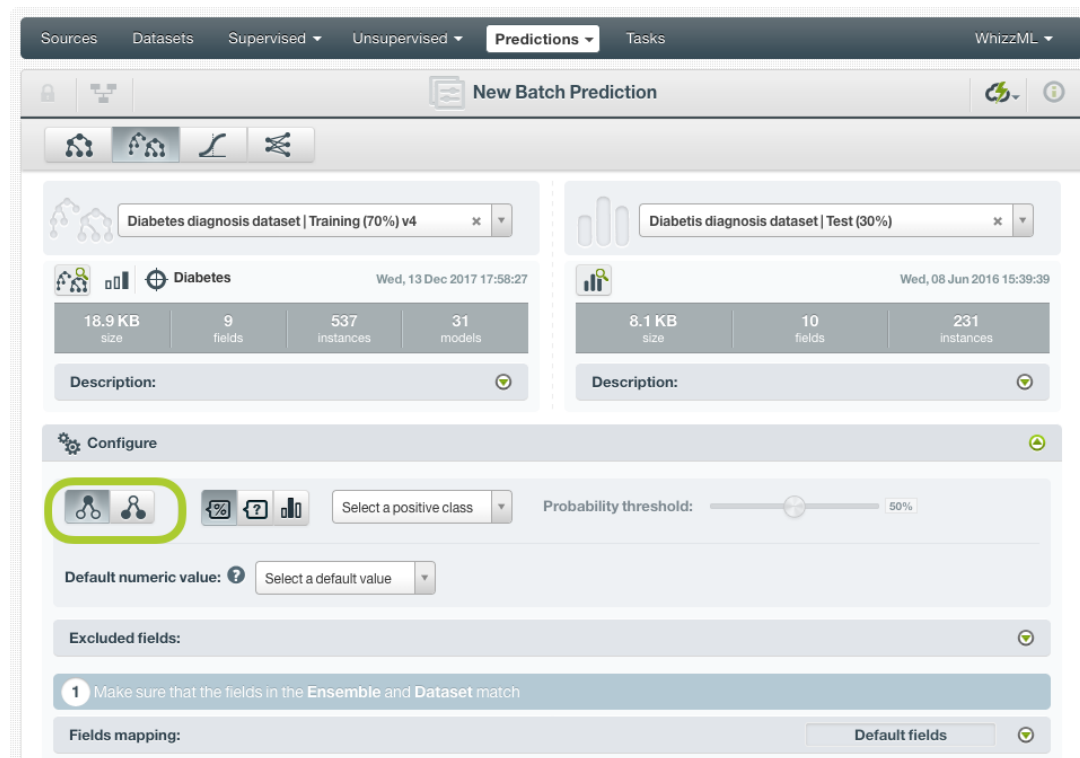 Sources Datasets Supervised Unsupervised Predictions Tasks WhizzML
New Batch Prediction
Diabetes diagnosis dataset | Training (70%) v4
Diabetes Wed, 13 Dec 2017 17:58:27
18.9 KB 9 537 31
size fields instances models
Description:
Diabetis diagnosis dataset | Test (30%)
Wed, 08 Jun 2016 15:39:39
8.1 KB 10 231
size fields instances
Description:
Configure
{% {? Select a positive class Probability threshold: 50%
Default numeric value: ? Select a default value
Excluded fields:
1 Make sure that the fields in the Ensemble and Dataset match
Fields mapping: Default fields